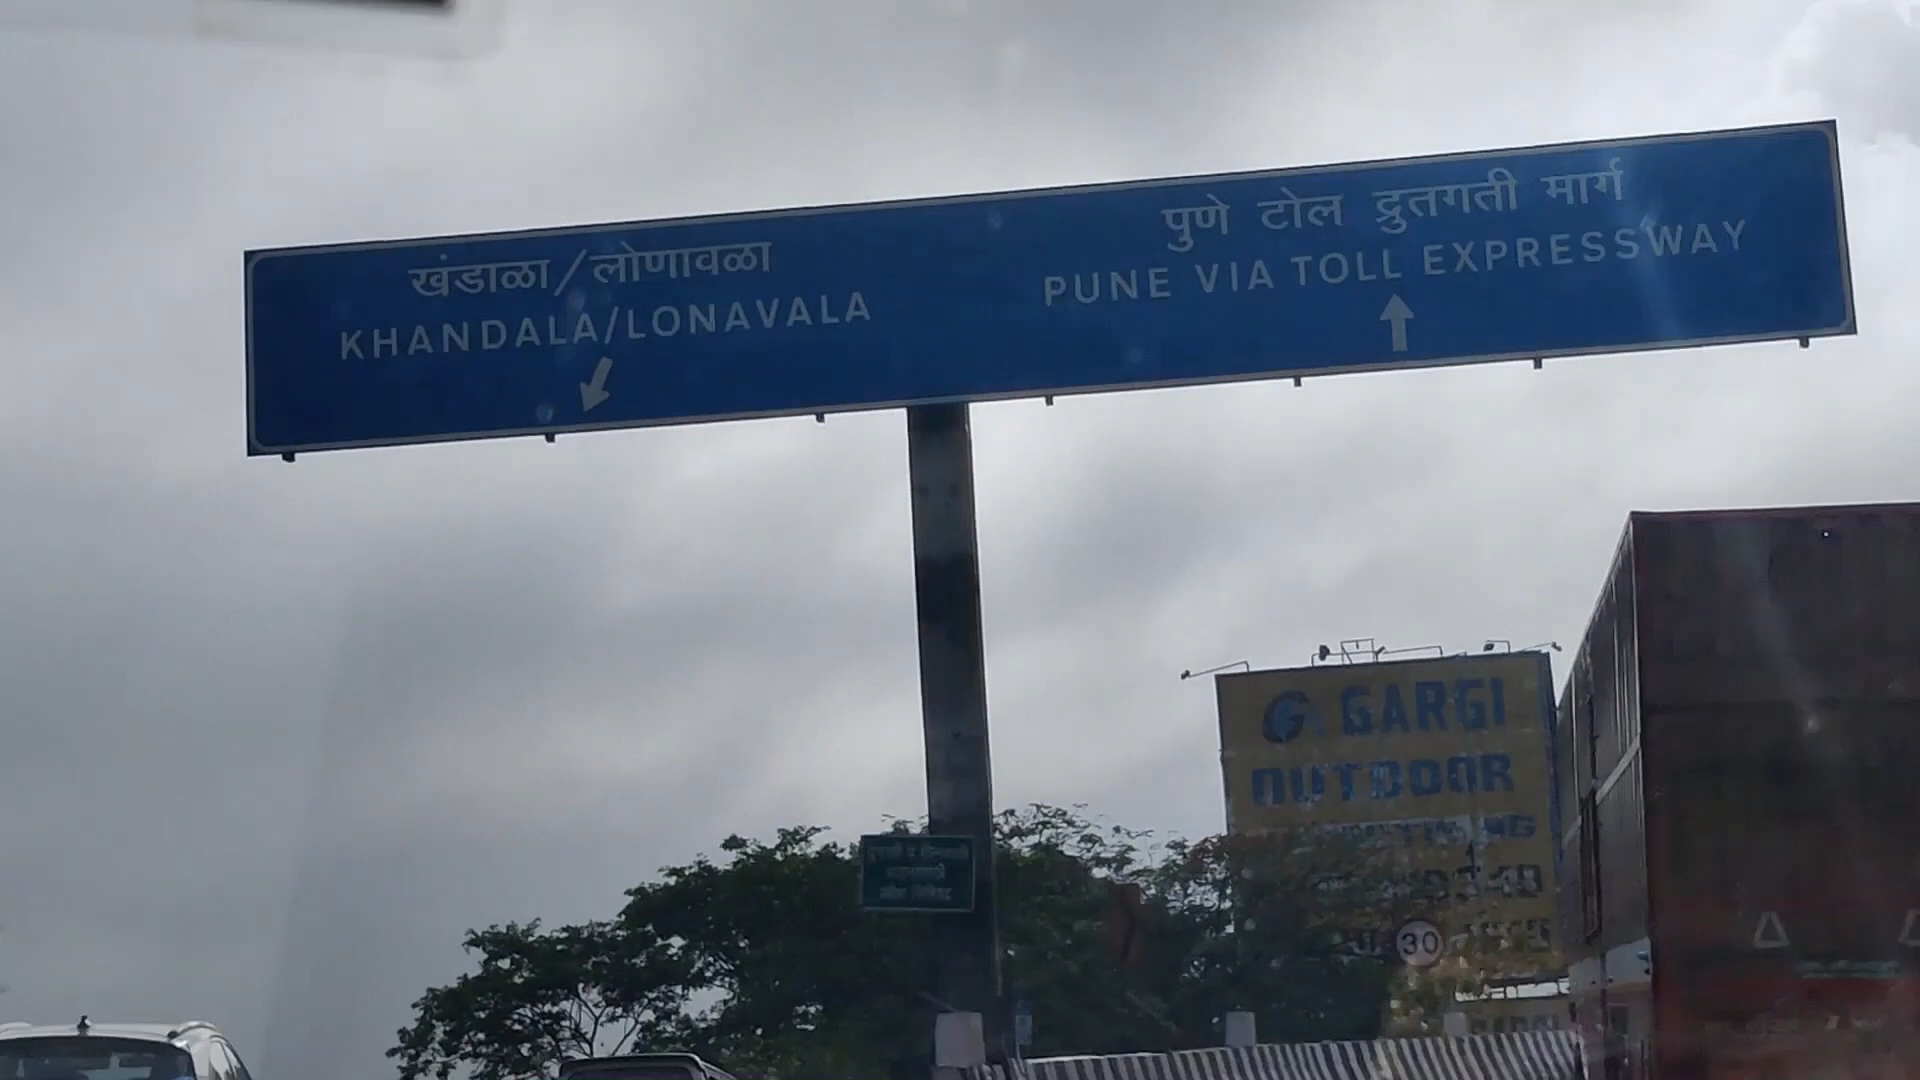 खंडाळा/लोणावळा
KHANDALA/LONAVALA
पुणे टोल द्रुतगती मार्ग
PUNE VIA TOLL EXPRESSWAY
G GARGI
OUTDOOR
30